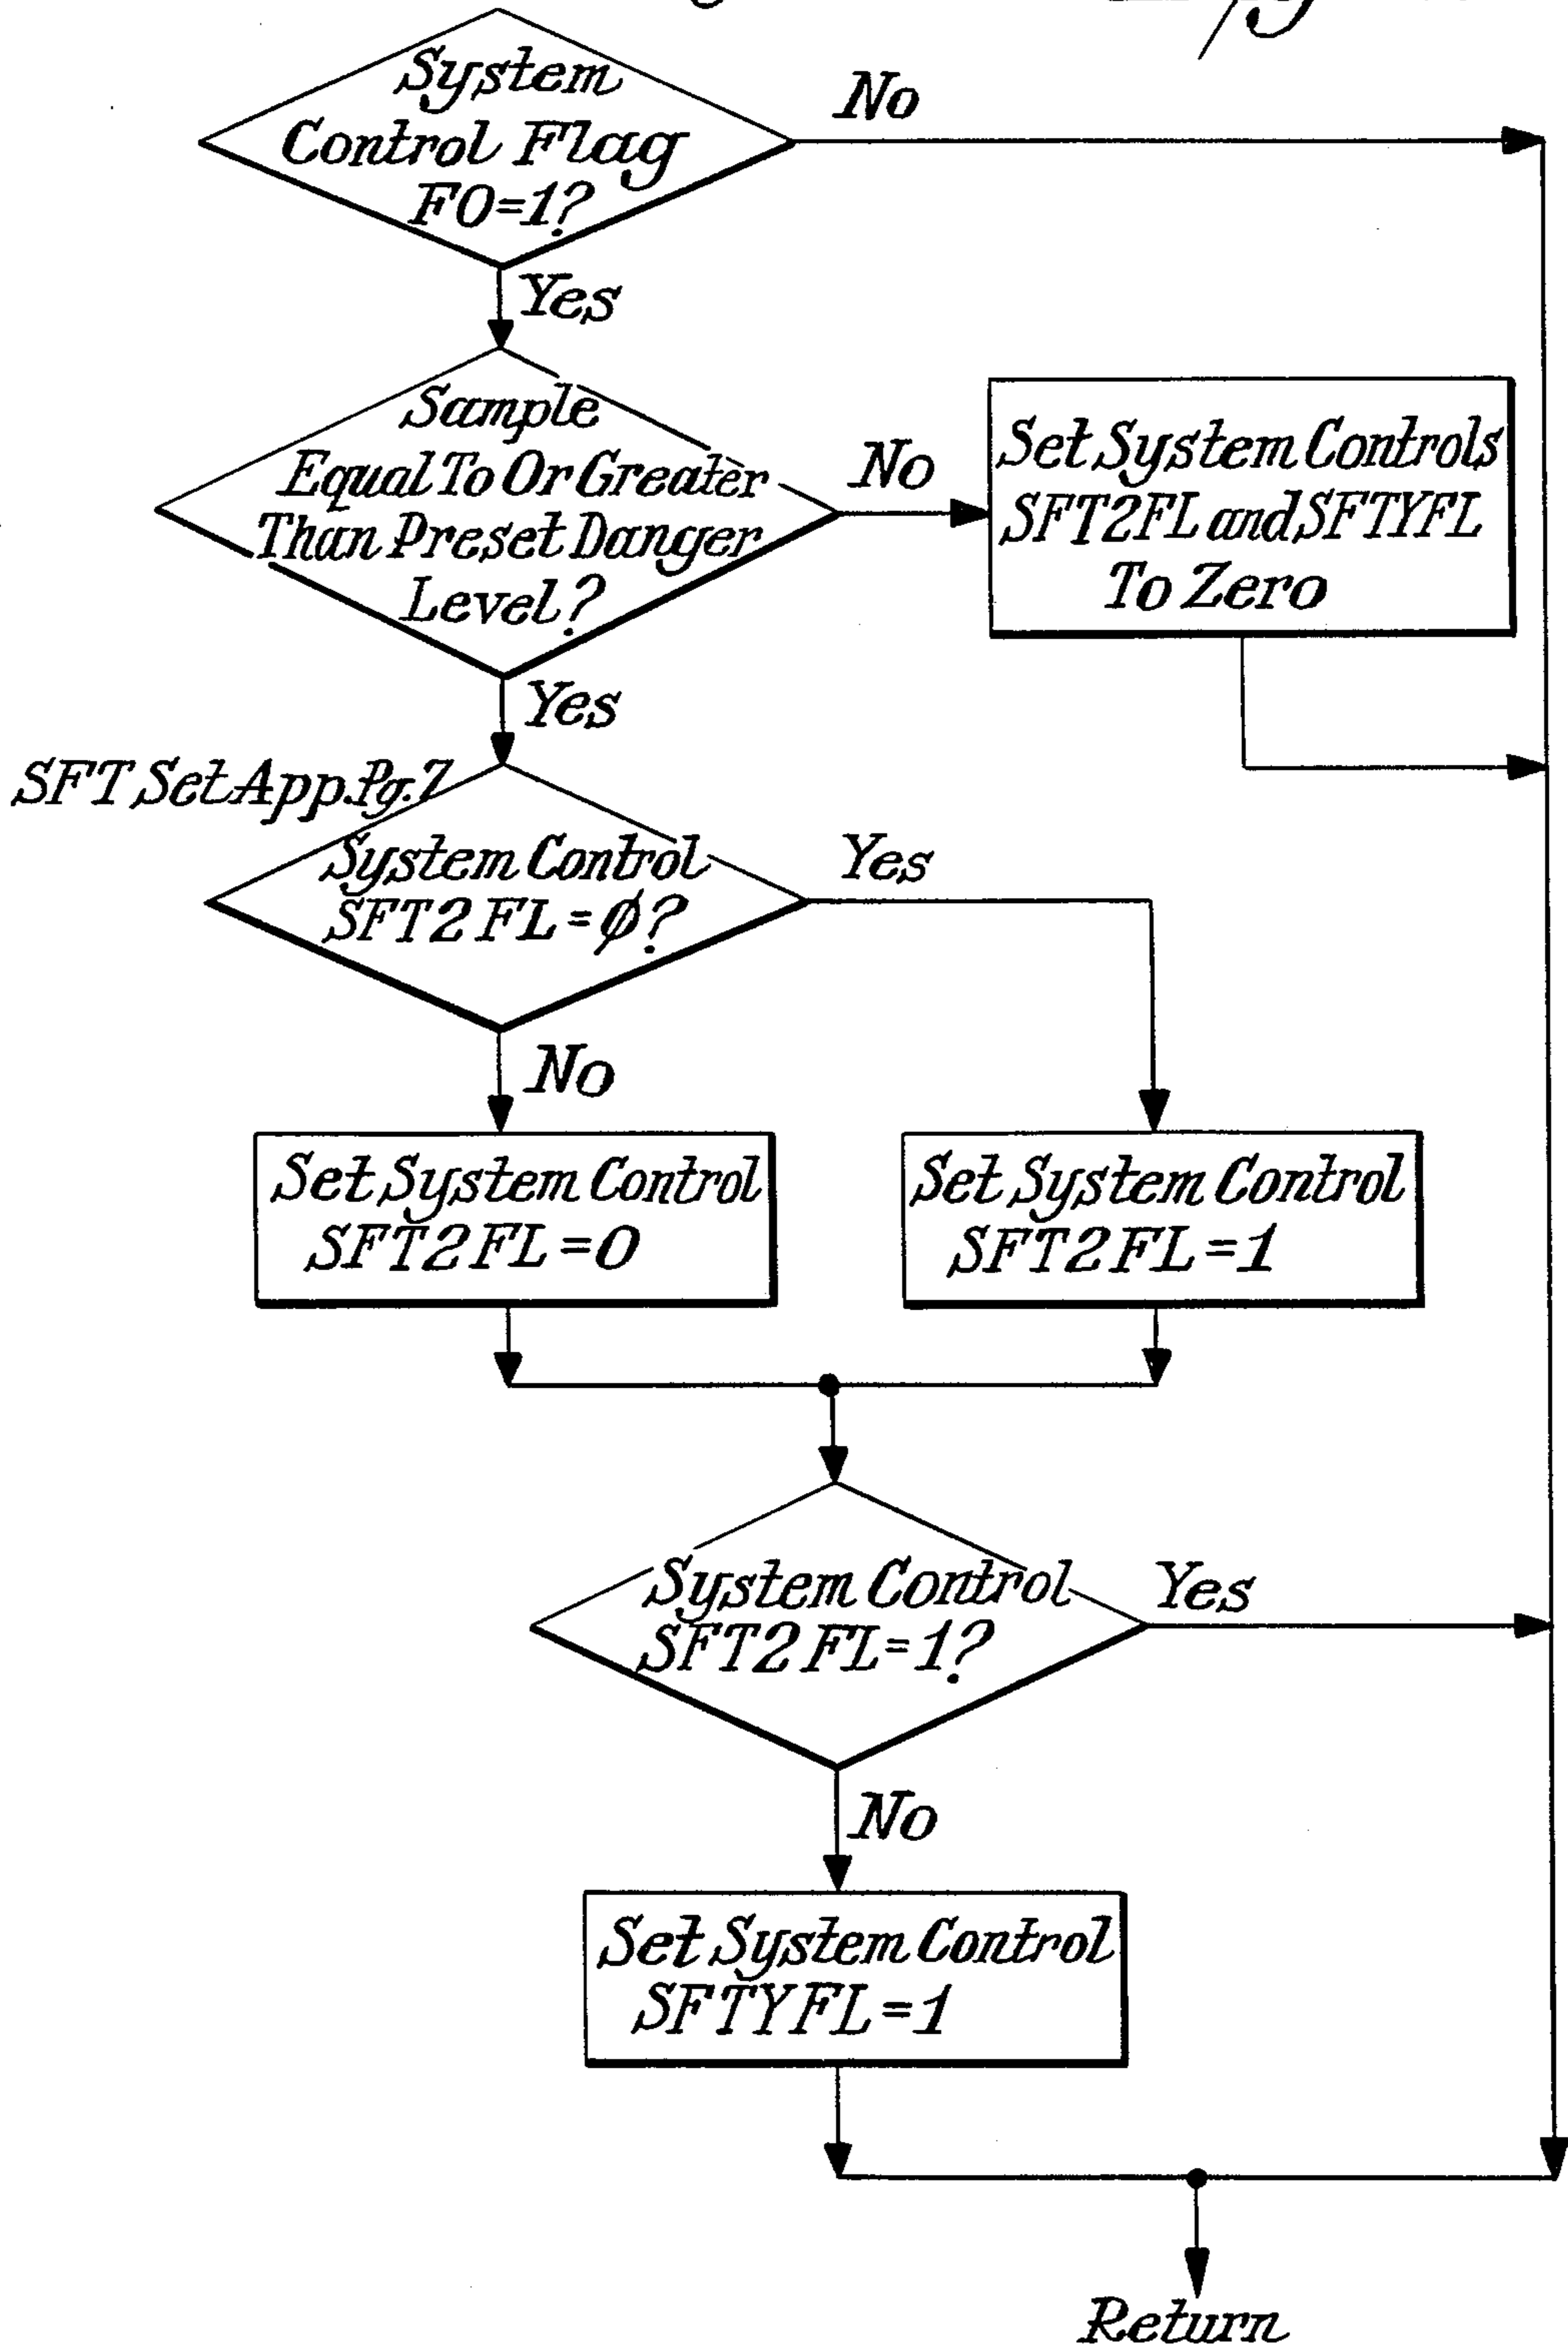 System
Control Flag
F0=1?
No
Yes
Sample
Equal To Or Greater
Than Preset Danger
Level?
No
Set System Controls
SFT2FL and SFTYFL
To Zero
Yes
SFT Set App. Pg. 7
System Control
SFT2FL=Ø?
Yes
No
Set System Control
SFT2FL=0
Set System Control
SFT2FL=1
System Control
SFT2FL=1?
Yes
No
Set System Control
SFTYFL=1
Return